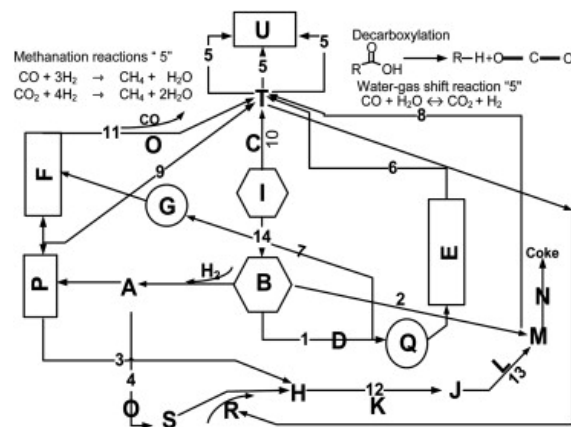 U
Methanation reactions " 5"
CO + 3H2 → CH4 + H2O
CO2 + 4H2 → CH4 + 2H2O
5
5
5
Decarboxylation
O
R
OH
R—H+O=C=O
Water-gas shift reaction "5"
CO + H2O ↔ CO2 + H2
T
8
11
CO
O
C
10
9
6
F
G
I
14
7
E
Coke
P
A
H2
B
2
N
1
D
Q
M
3
4
H
12
K
J
L
13
O
S
R